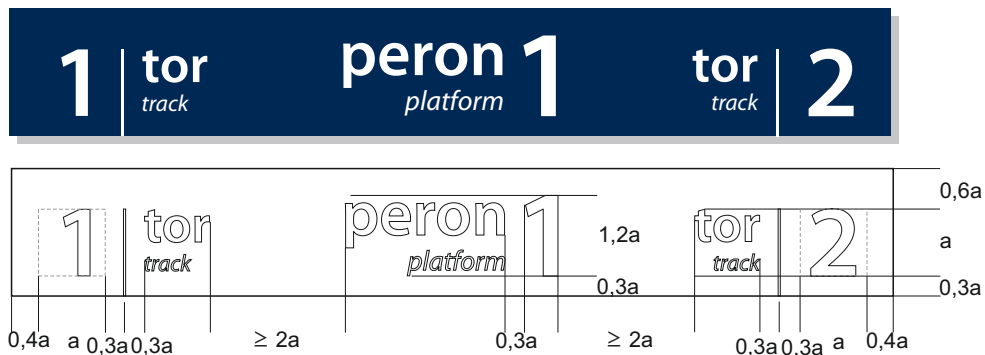 1 tor peron 1 tor 2
track platform track
0,6a
1 tor peron 1 tor 2
1,2a a
track platform track
0,3a 0,3a
0,4a a 0,3a 0,3a ≥ 2a 0,3a ≥ 2a 0,3a 0,3a a 0,4a